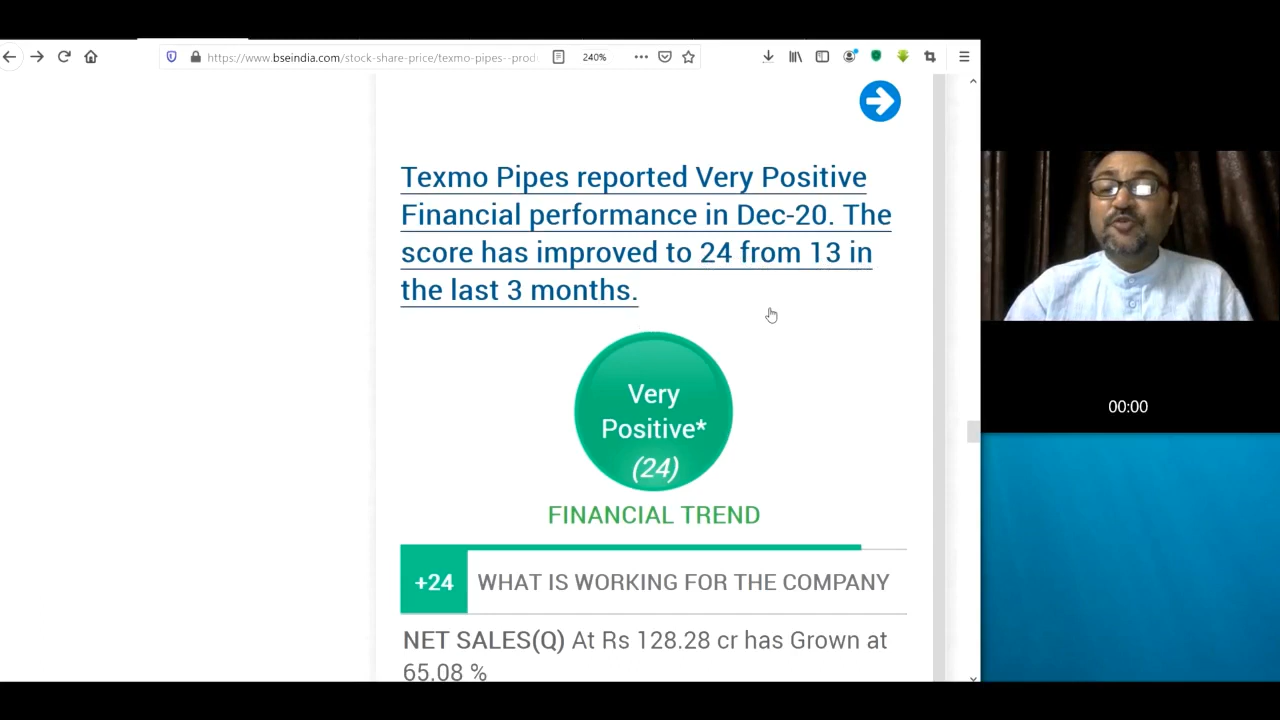 https://www.bseindia.com/stock-share-price/texmo-pipes--prod
240%
Texmo Pipes reported Very Positive
Financial performance in Dec-20. The
score has improved to 24 from 13 in
the last 3 months.
Very
Positive*
(24)
FINANCIAL TREND
+24 WHAT IS WORKING FOR THE COMPANY
NET SALES(Q) At Rs 128.28 cr has Grown at
65.08 %
00:00